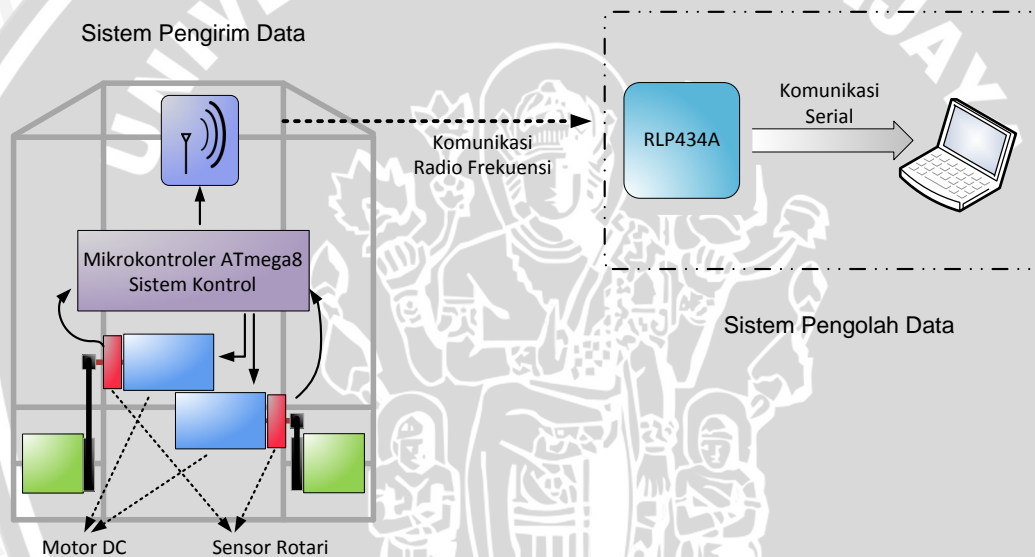 Sistem Pengirim Data
Komunikasi
Radio Frekuensi
RLP434A
Komunikasi
Serial
Mikrokontroler ATmega8
Sistem Kontrol
Sistem Pengolah Data
Motor DC
Sensor Rotari